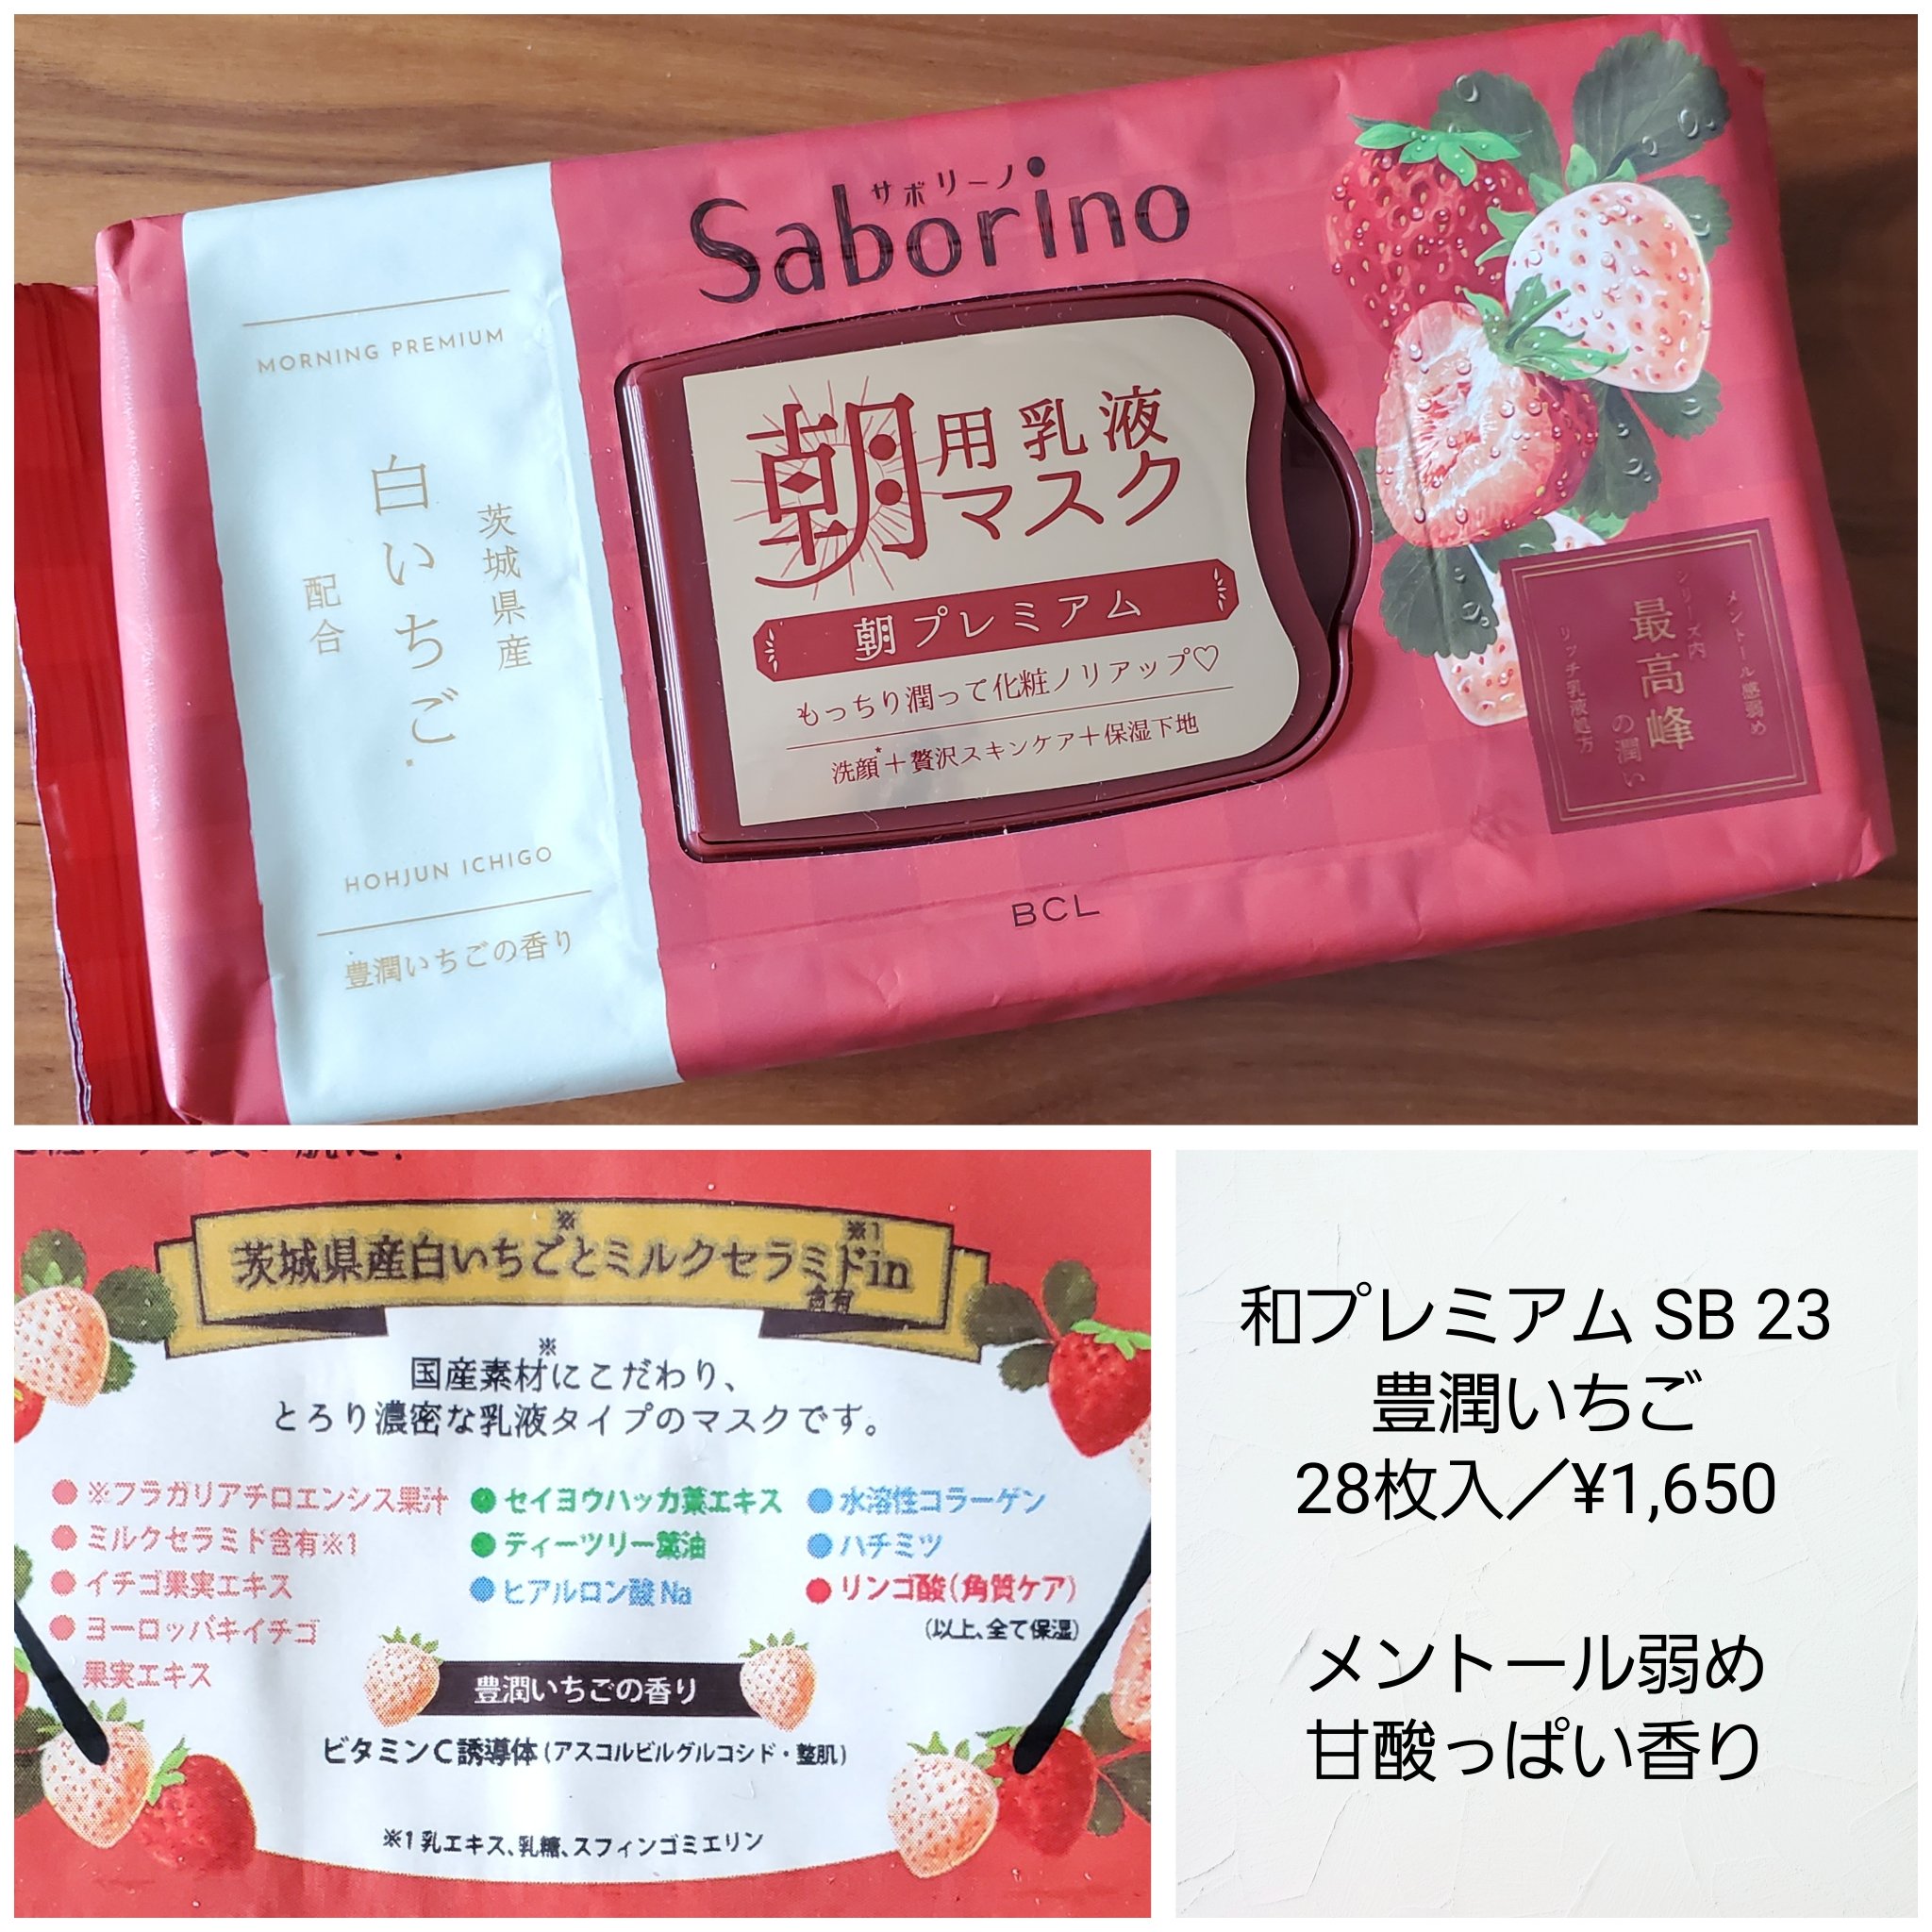 サボリーノ
Saborino
MORNING PREMIUM
茨城県産
白いちご※
配合
HOHJUN ICHIGO
豊潤いちごの香り
朝用乳液
マスク
朝プレミアム
もっちり潤って化粧ノリアップ♡
洗顔*＋贅沢スキンケア＋保湿下地
メントール感弱め
シリーズ内
最高峰
の潤い
リッチ乳液処方
BCL
茨城県産白いちご※とミルクセラミド※1in
含有
国産素材※にこだわり、
とろり濃密な乳液タイプのマスクです。
●※フラガリアチロエンシス果汁
●ミルクセラミド含有※1
●イチゴ果実エキス
●ヨーロッパキイチゴ
果実エキス
●セイヨウハッカ葉エキス
●ティーツリー葉油
●ヒアルロン酸Na
●水溶性コラーゲン
●ハチミツ
●リンゴ酸(角質ケア)
(以上、全て保湿)
豊潤いちごの香り
ビタミンC誘導体(アスコルビルグルコシド・整肌)
※1 乳エキス、乳糖、スフィンゴミエリン
和プレミアム SB 23
豊潤いちご
28枚入／¥1,650
メントール弱め
甘酸っぱい香り